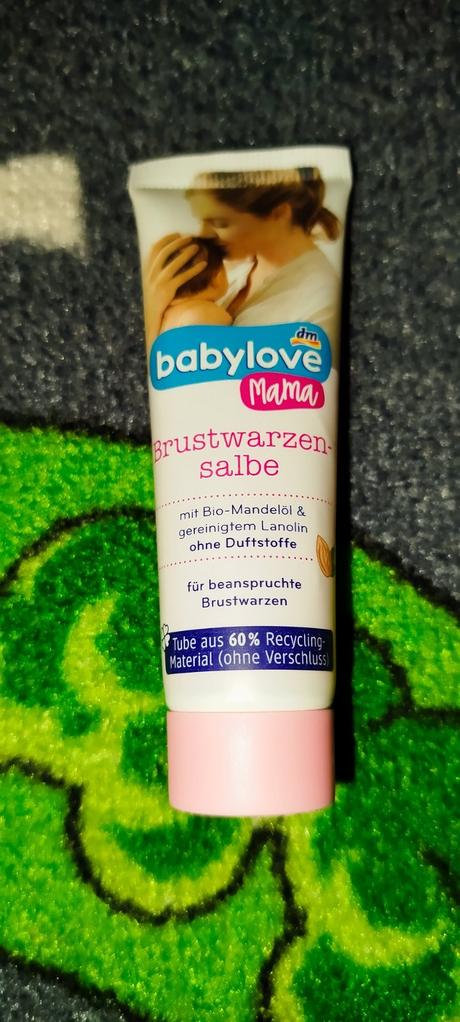 dm
babylove
Mama
Brustwarzen-
salbe
mit Bio-Mandelöl &
gereinigtem Lanolin
ohne Duftstoffe
für beanspruchte
Brustwarzen
Tube aus 60% Recycling-
Material (ohne Verschluss)